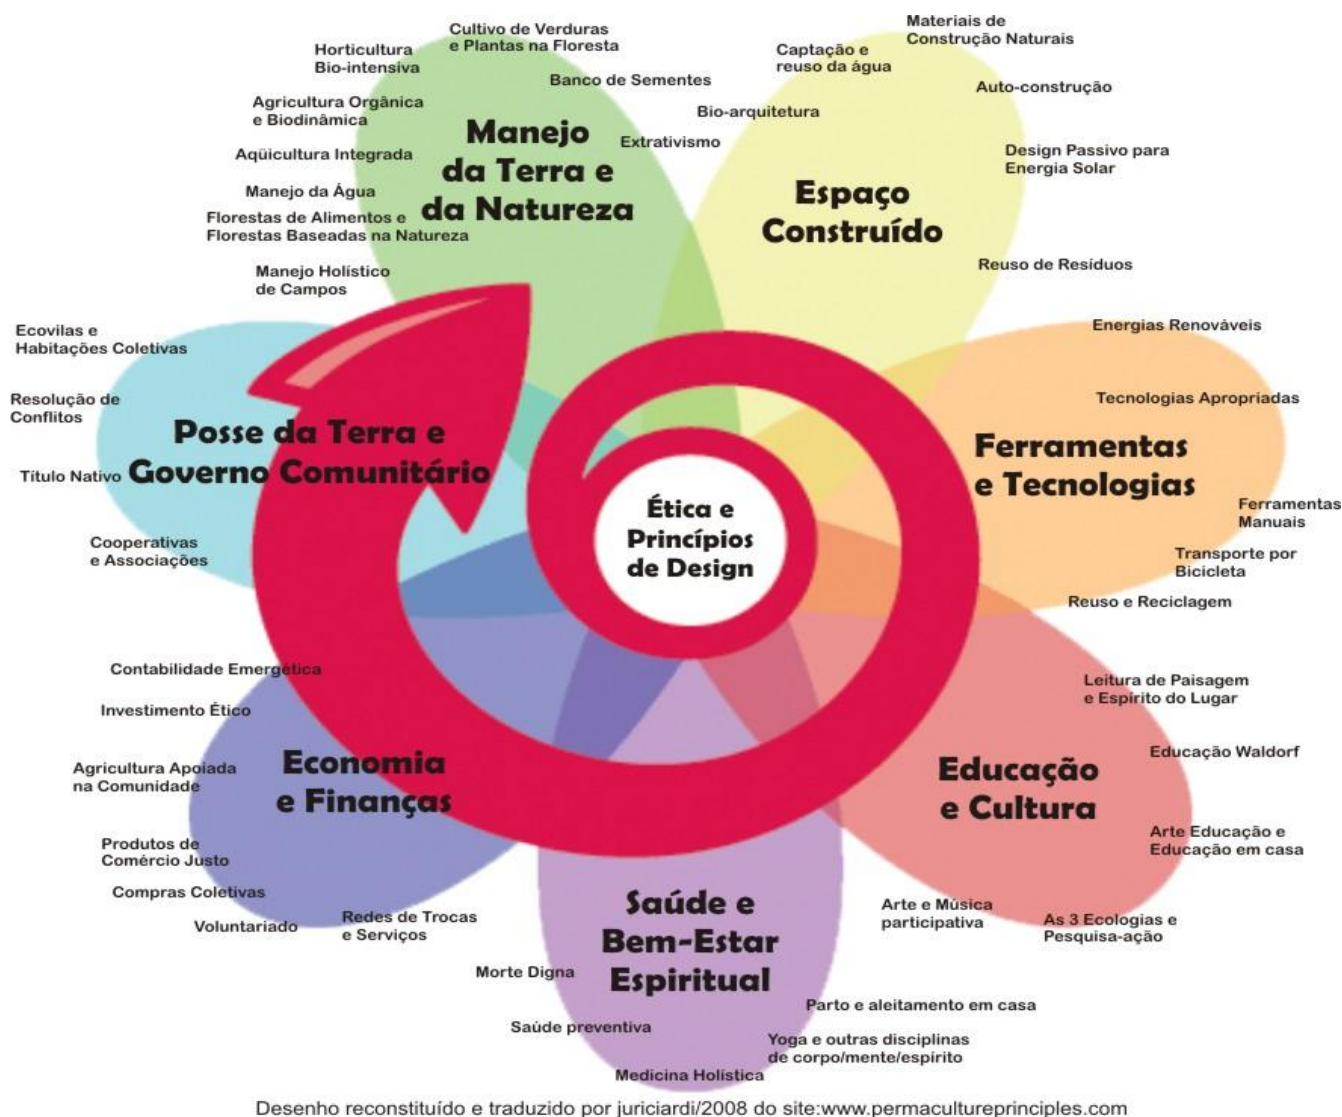 Cultivo de Verduras
e Plantas na Floresta
Horticultura
Bio-intensiva
Banco de Sementes
Agricultura Orgânica
e Biodinâmica
Extrativismo
Aqüicultura Integrada
Manejo da Água
Florestas de Alimentos e
Florestas Baseadas na Natureza
Manejo Holístico
de Campos
Manejo
da Terra e
da Natureza
Materiais de
Construção Naturais
Captação e
reuso da água
Auto-construção
Bio-arquitetura
Design Passivo para
Energia Solar
Reuso de Resíduos
Espaço
Construído
Energias Renováveis
Tecnologias Apropriadas
Ferramentas
e Tecnologias
Ferramentas
Manuais
Transporte por
Bicicleta
Reuso e Reciclagem
Ecovilas e
Habitações Coletivas
Resolução de
Conflitos
Posse da Terra e
Governo Comunitário
Título Nativo
Cooperativas
e Associações
Ética e
Princípios
de Design
Leitura de Paisagem
e Espírito do Lugar
Educação Waldorf
Educação
e Cultura
Arte Educação e
Educação em casa
Arte e Música
participativa
As 3 Ecologias e
Pesquisa-ação
Contabilidade Emergética
Investimento Ético
Economia
e Finanças
Agricultura Apoiada
na Comunidade
Produtos de
Comércio Justo
Compras Coletivas
Voluntariado
Redes de Trocas
e Serviços
Saúde e
Bem-Estar
Espiritual
Morte Digna
Saúde preventiva
Medicina Holística
Parto e aleitamento em casa
Yoga e outras disciplinas
de corpo/mente/espírito
Desenho reconstituído e traduzido por juriciardi/2008 do site:www.permacultureprinciples.com